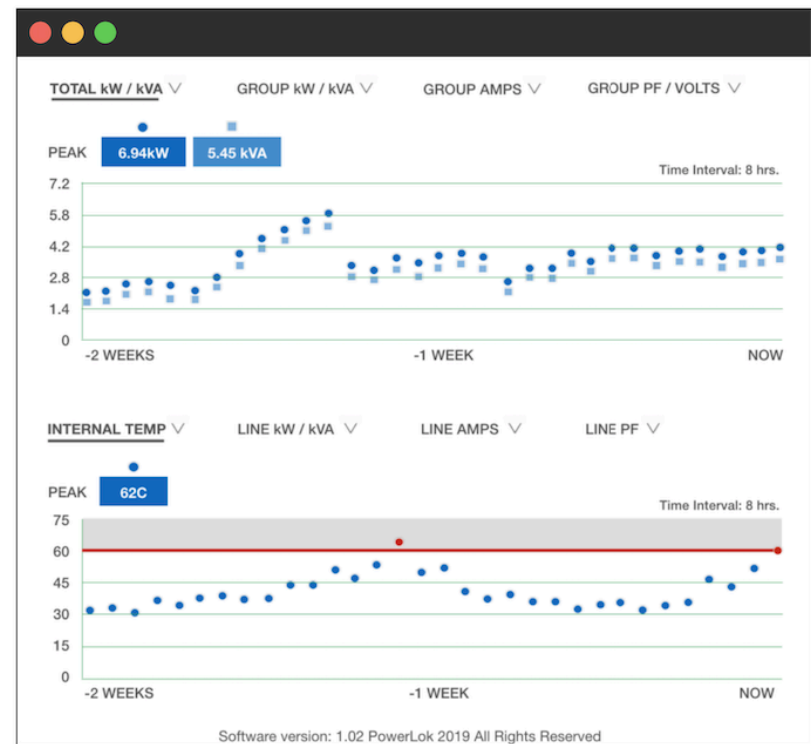 TOTAL kW / kVA GROUP kW / kVA GROUP AMPS GROUP PF / VOLTS
PEAK 6.94kW 5.45 kVA
Time Interval: 8 hrs.
7.2
5.8
4.2
2.8
1.4
0
-2 WEEKS -1 WEEK NOW
INTERNAL TEMP LINE kW / kVA LINE AMPS LINE PF
PEAK 62C
Time Interval: 8 hrs.
75
60
45
30
15
0
-2 WEEKS -1 WEEK NOW
Software version: 1.02 PowerLok 2019 All Rights Reserved